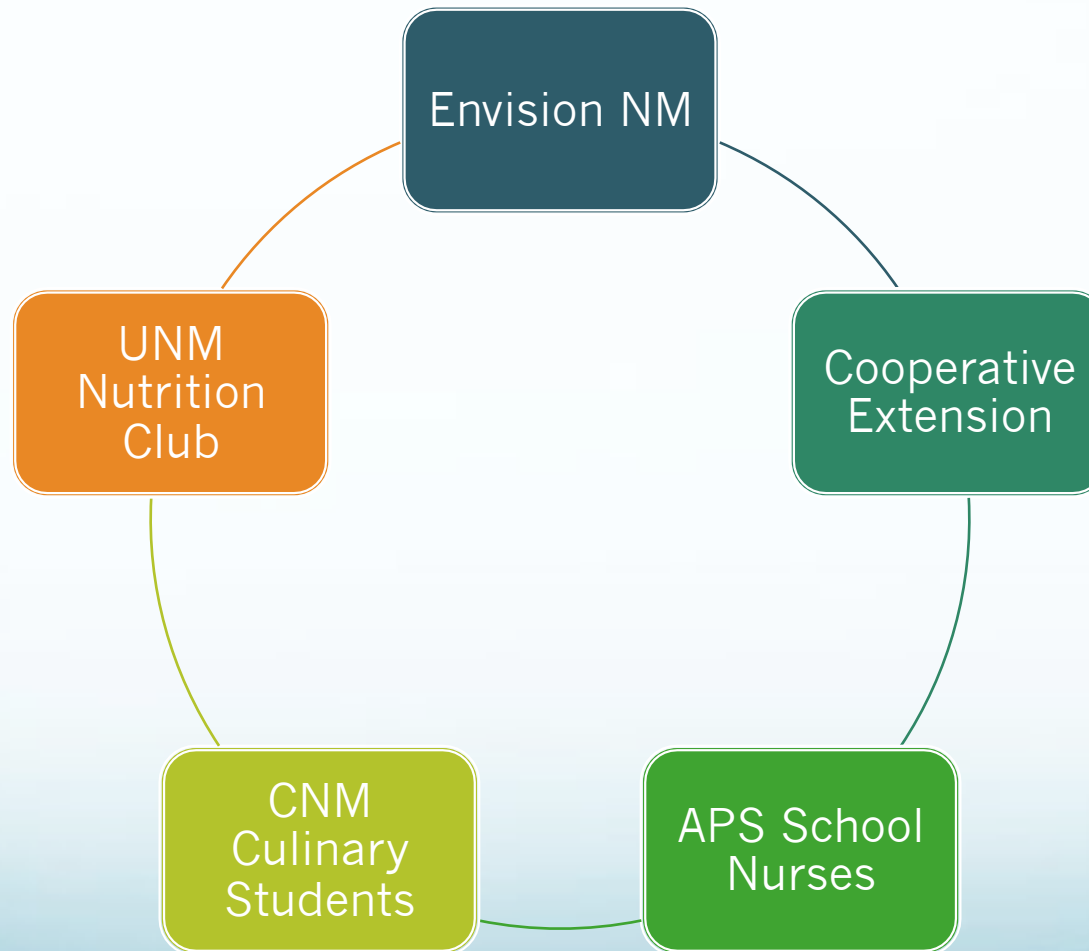 Envision NM
Cooperative
Extension
APS School
Nurses
CNM
Culinary
Students
UNM
Nutrition
Club